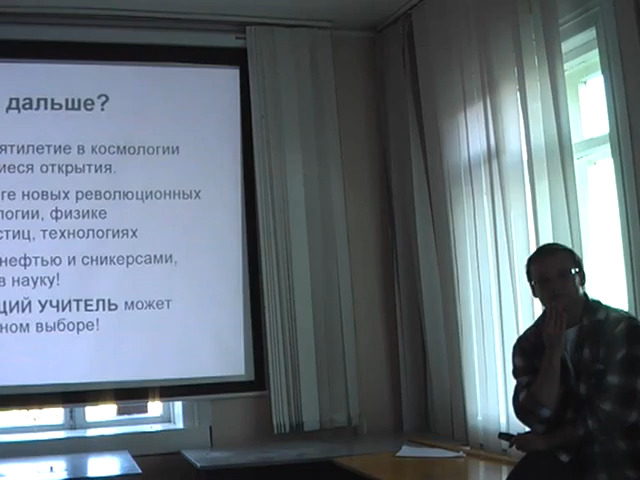 дальше?
ятилетие в космологии
иеся открытия.
ге новых революционных
логии, физике
стиц, технологиях
нефтью и сникерсами,
в науку!
ЩИЙ УЧИТЕЛЬ может
ном выборе!